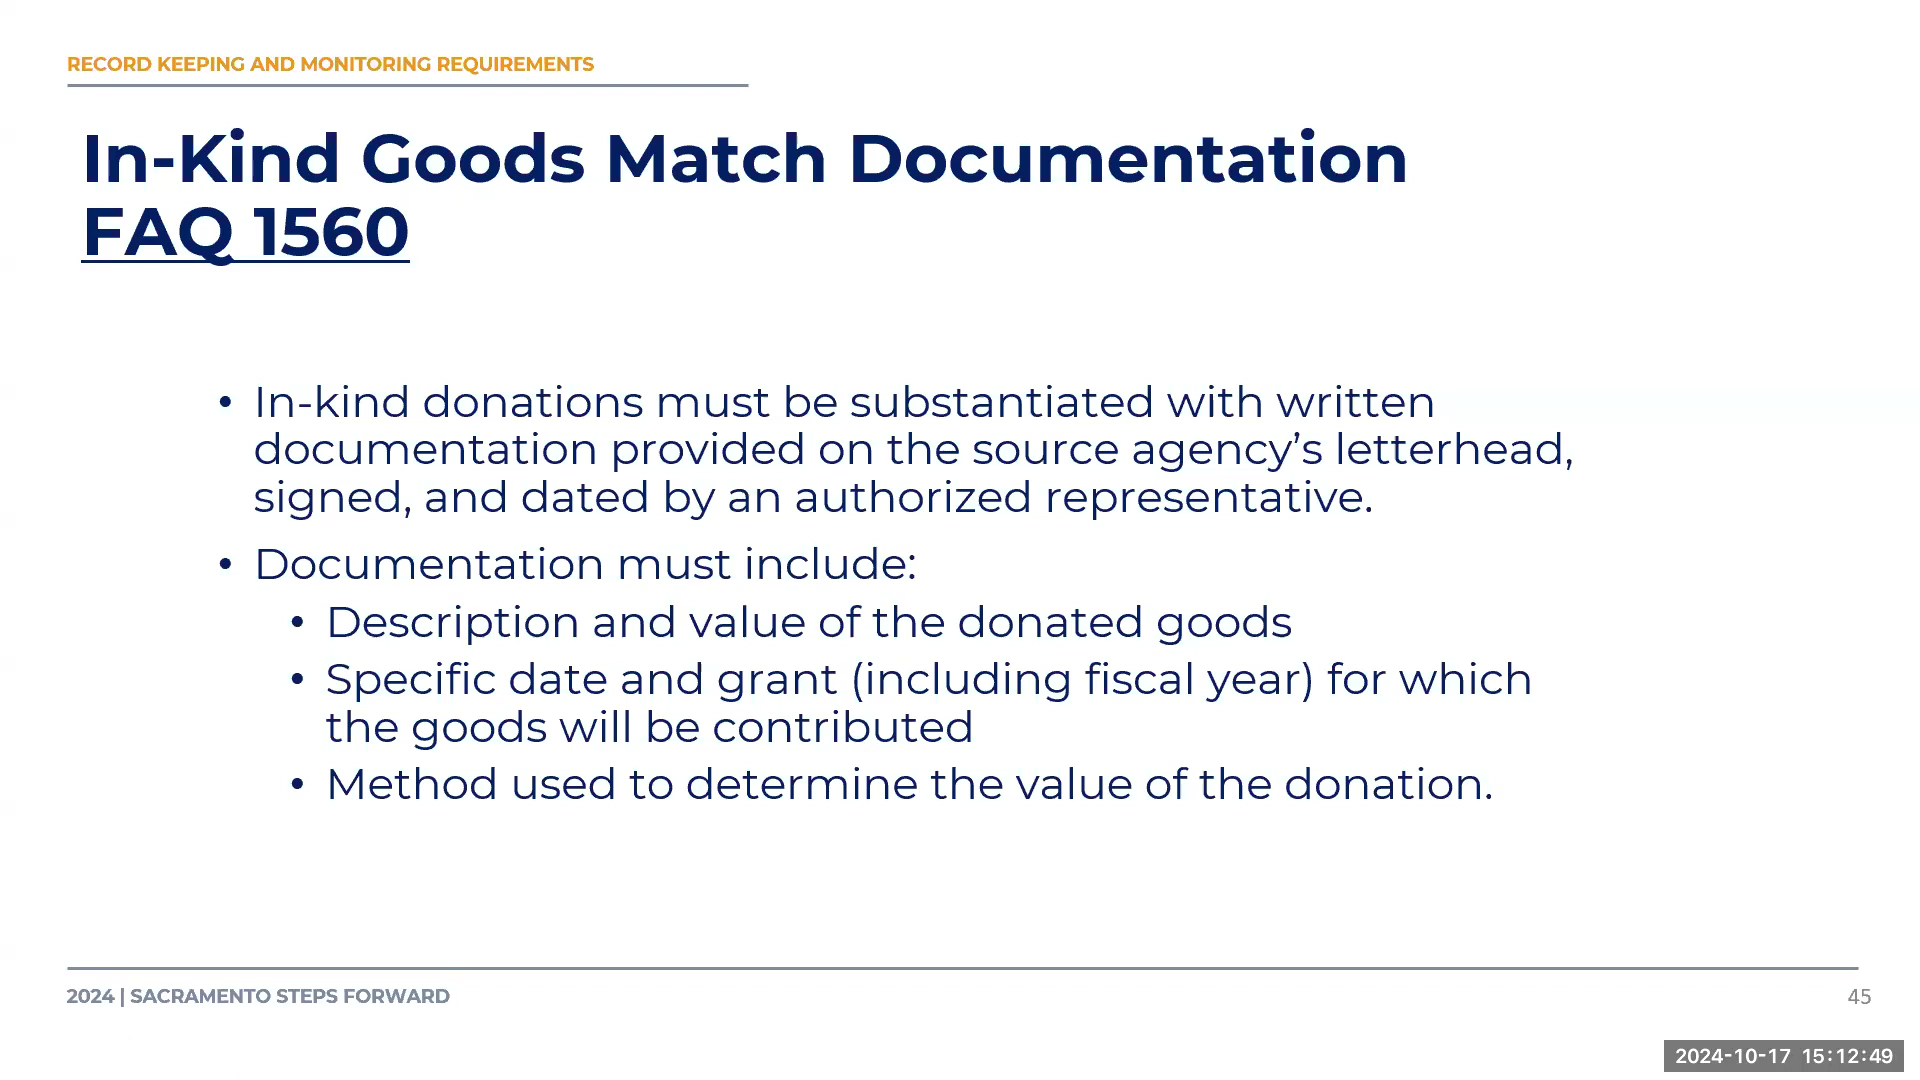 RECORD KEEPING AND MONITORING REQUIREMENTS
In-Kind Goods Match Documentation
FAQ 1560
• In-kind donations must be substantiated with written
documentation provided on the source agency’s letterhead,
signed, and dated by an authorized representative.
• Documentation must include:
• Description and value of the donated goods
• Specific date and grant (including fiscal year) for which
the goods will be contributed
• Method used to determine the value of the donation.
2024 | SACRAMENTO STEPS FORWARD
45
2024-10-17 15:12:49